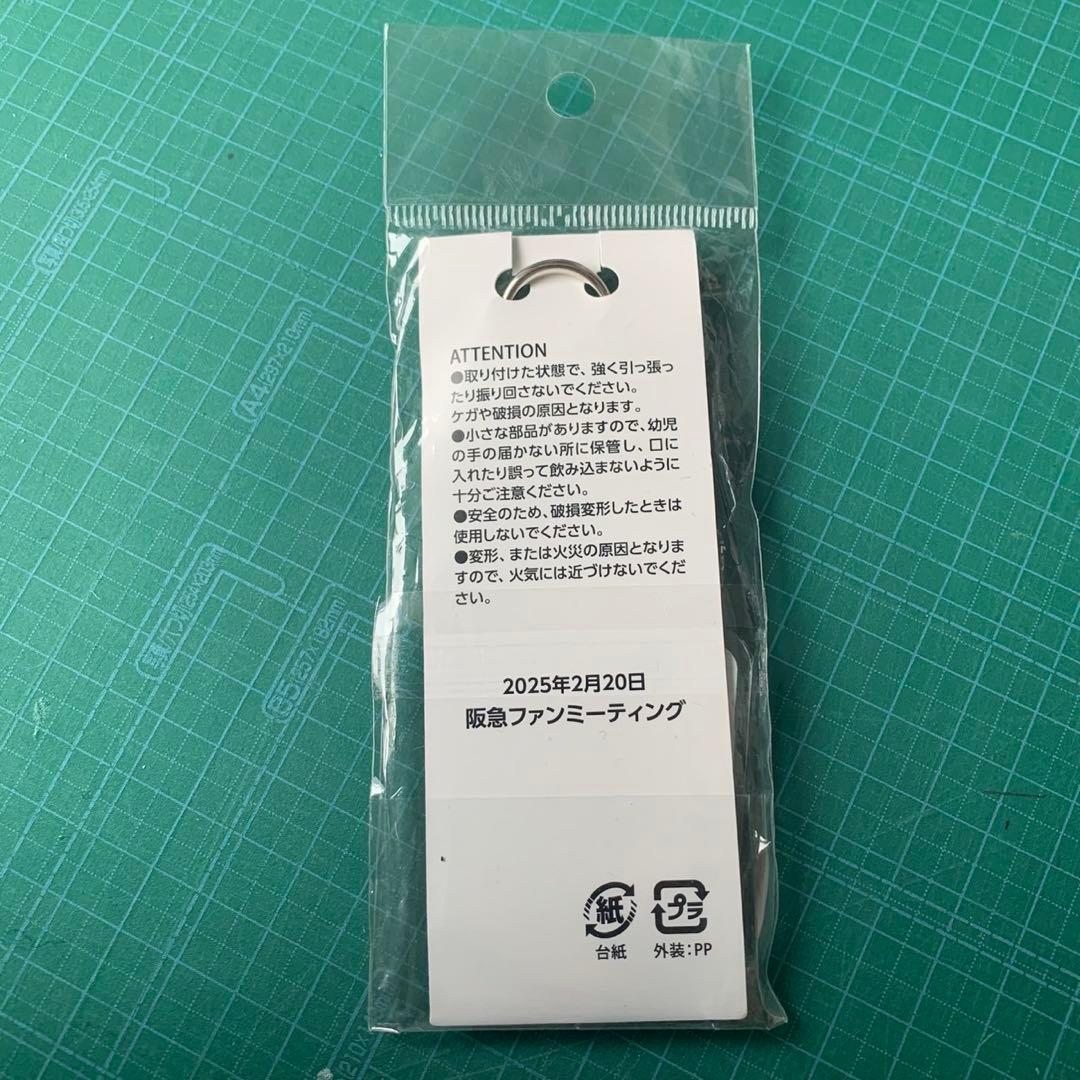 ATTENTION
●取り付けた状態で、強く引っ張っ
たり振り回さないでください。
ケガや破損の原因となります。
●小さな部品がありますので、幼児
の手の届かない所に保管し、口に
入れたり誤って飲み込まないように
十分ご注意ください。
●安全のため、破損変形したときは
使用しないでください。
●変形、または火災の原因となりま
すので、火気には近づけないでくだ
さい。
2025年2月20日
阪急ファンミーティング
紙
プラ
台紙
外装：PP
A4(297×210mm)
B5(257×182mm)